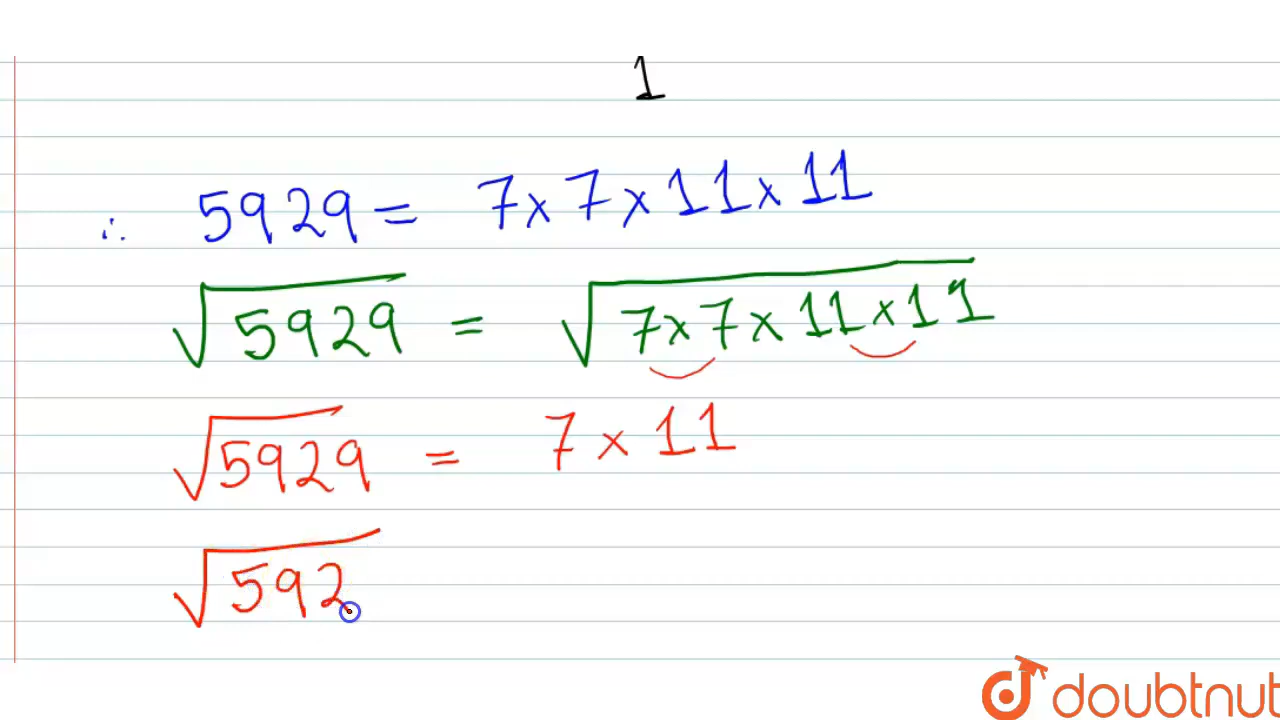 1
∴ 5929 = 7 × 7 × 11 × 11
√5929 = √7 × 7 × 11 × 11
√5929 = 7 × 11
√592
doubtnut